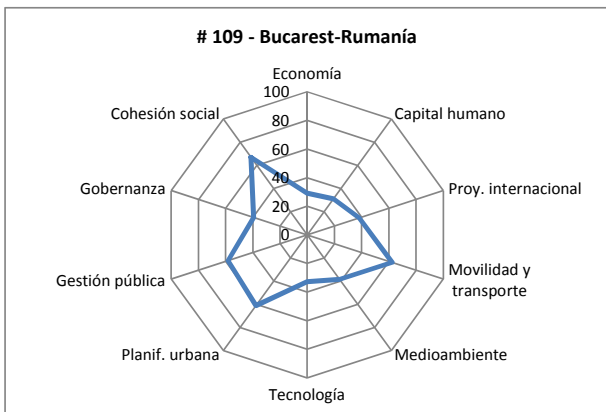 # 109 - Bucarest-Rumanía
Economía
100
80
60
40
20
0
Capital humano
Proy. internacional
Movilidad y
transporte
Medioambiente
Tecnología
Planif. urbana
Gestión pública
Gobernanza
Cohesión social